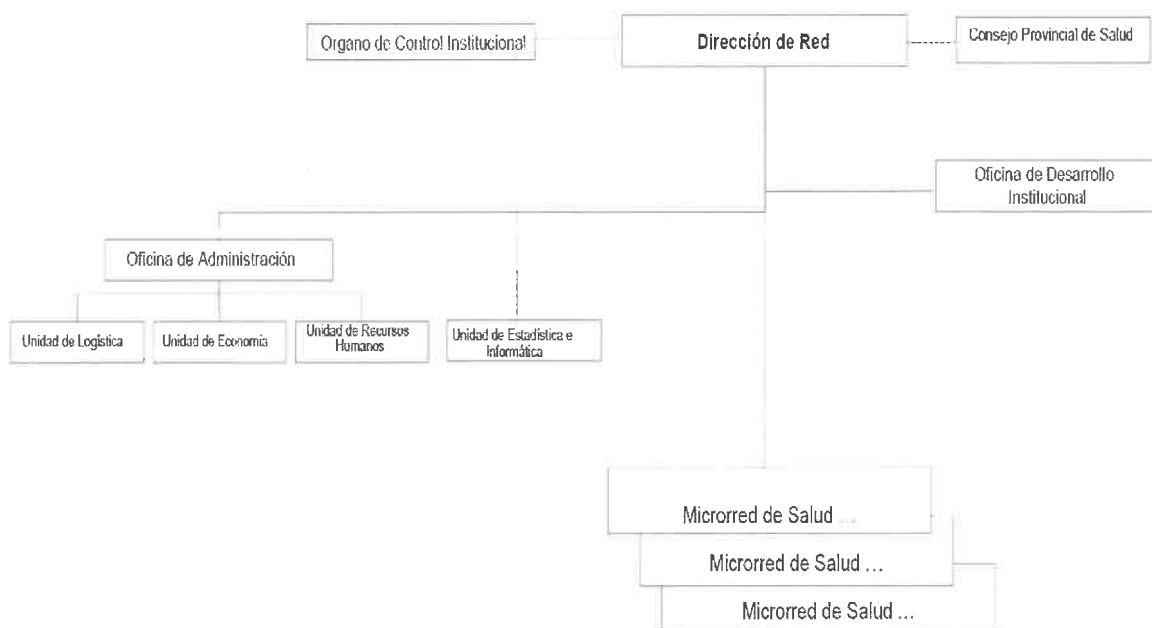 Organo de Control Institucional
Dirección de Red
Consejo Provincial de Salud
Oficina de Desarrollo
Institucional
Oficina de Administración
Unidad de Logística
Unidad de Economía
Unidad de Recursos
Humanos
Unidad de Estadística e
Informática
Microrred de Salud ...
Microrred de Salud ...
Microrred de Salud ...